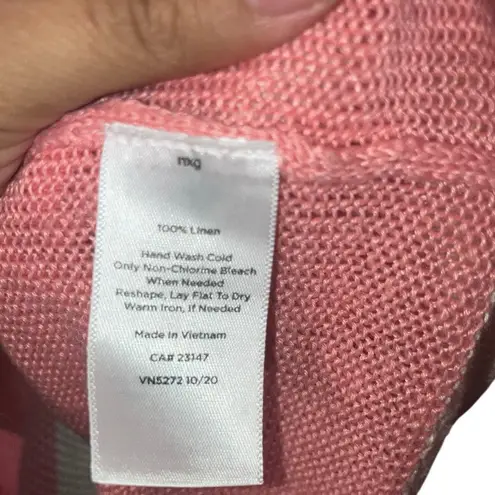 100% Linen
Hand Wash Cold
Only Non-Chlorine Bleach
When Needed
Reshape, Lay Flat To Dry
Warm Iron, If Needed
Made In Vietnam
CA# 23147
VN5272 10/20